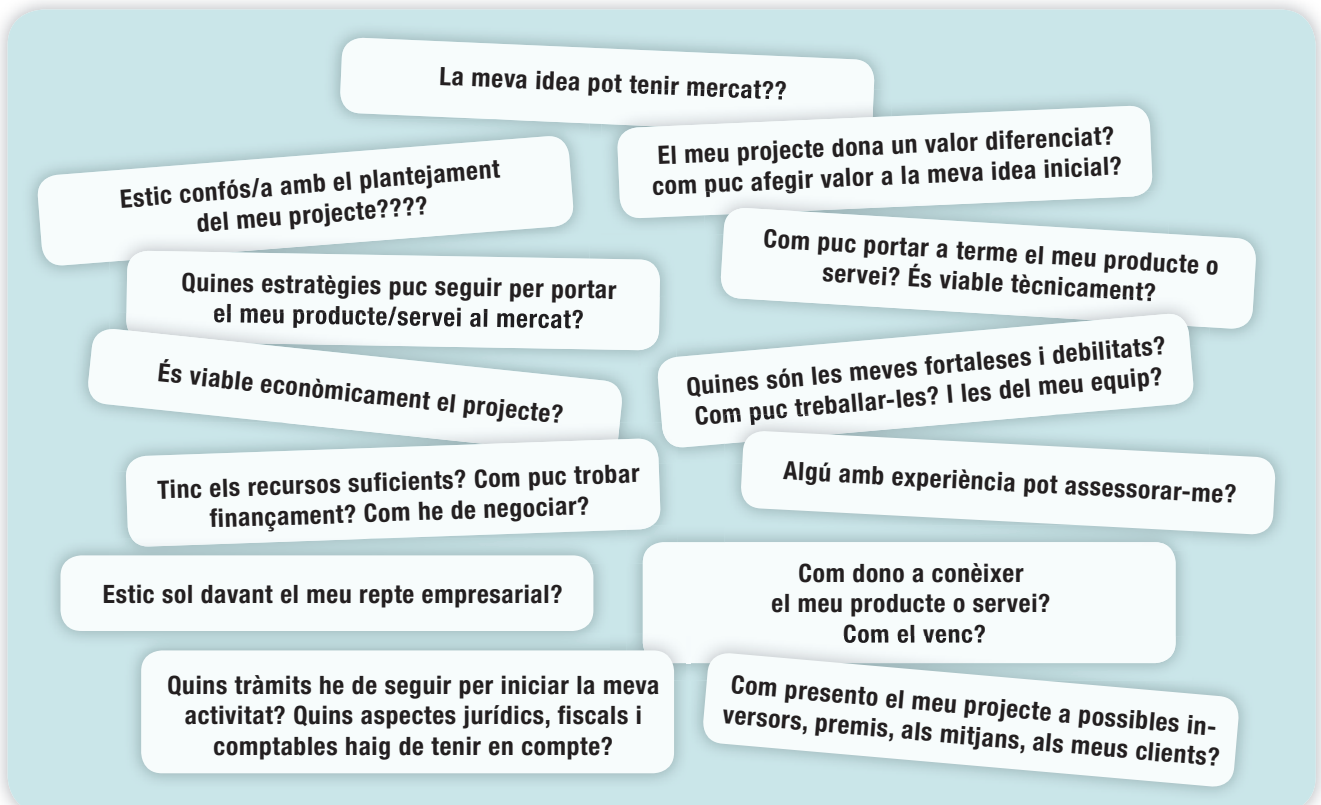 La meva idea pot tenir mercat??
El meu projecte dona un valor diferenciat?
com puc afegir valor a la meva idea inicial?
Estic confós/a amb el plantejament
del meu projecte????
Com puc portar a terme el meu producte o
servei? És viable tècnicament?
Quines estratègies puc seguir per portar
el meu producte/servei al mercat?
Quines són les meves fortaleses i debilitats?
Com puc treballar-les? I les del meu equip?
És viable econòmicament el projecte?
Algú amb experiència pot assessorar-me?
Tinc els recursos suficients? Com puc trobar
finançament? Com he de negociar?
Estic sol davant el meu repte empresarial?
Com dono a conèixer
el meu producte o servei?
Com el venc?
Quins tràmits he de seguir per iniciar la meva
activitat? Quins aspectes jurídics, fiscals i
comptables haig de tenir en compte?
Com presento el meu projecte a possibles in-
versors, premis, als mitjans, als meus clients?